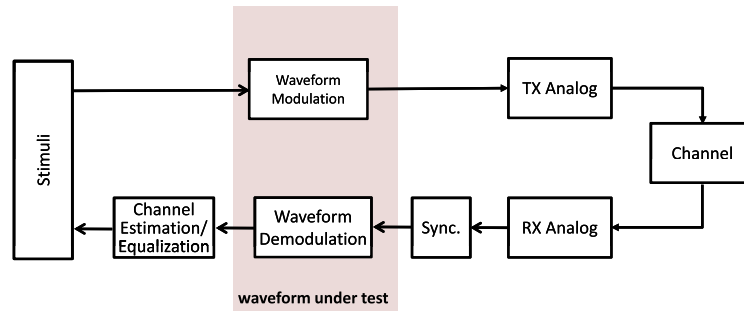 Stimuli
Waveform
Modulation
TX Analog
Channel
RX Analog
Sync.
Waveform
Demodulation
Channel
Estimation/
Equalization
waveform under test